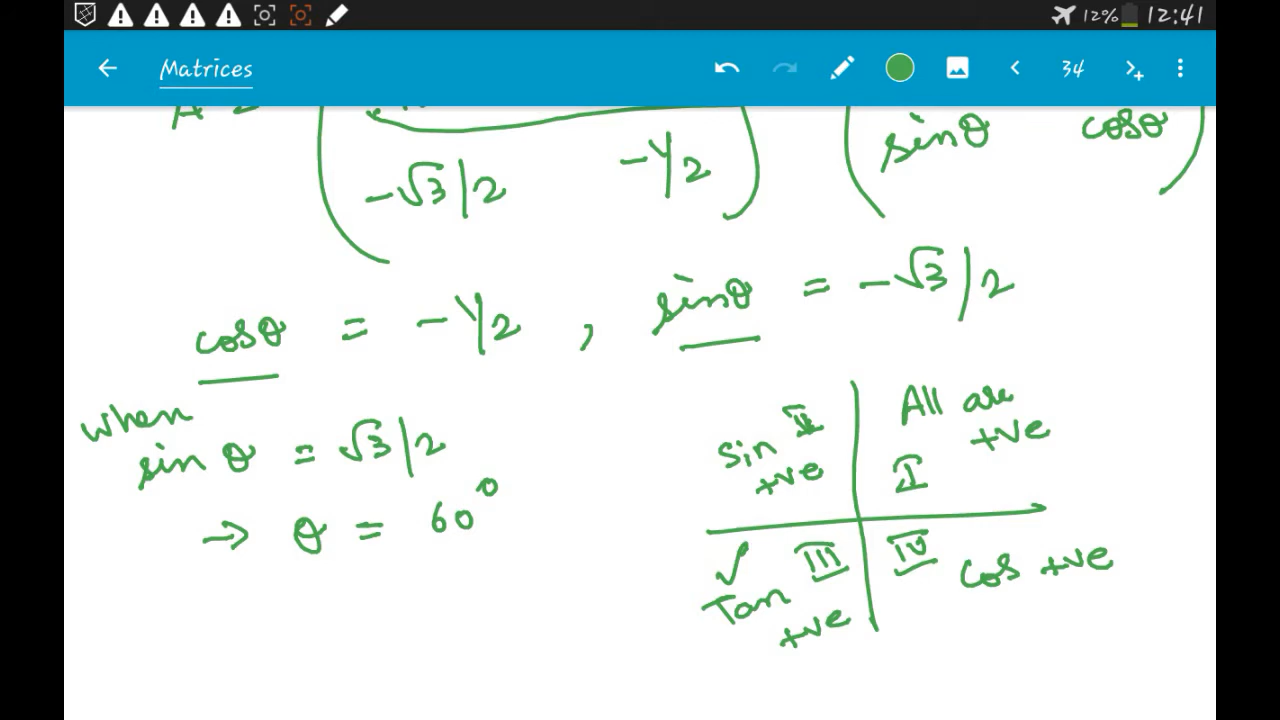 12% 12:41
Matrices 34
sinθ cosθ
-√3/2 -1/2
cosθ = -1/2 , sinθ = -√3/2
when
sin θ = √3/2
→ θ = 60°
Sin II
+ve
All are
+ve
I
✓ III
Tan
+ve
IV
cos +ve